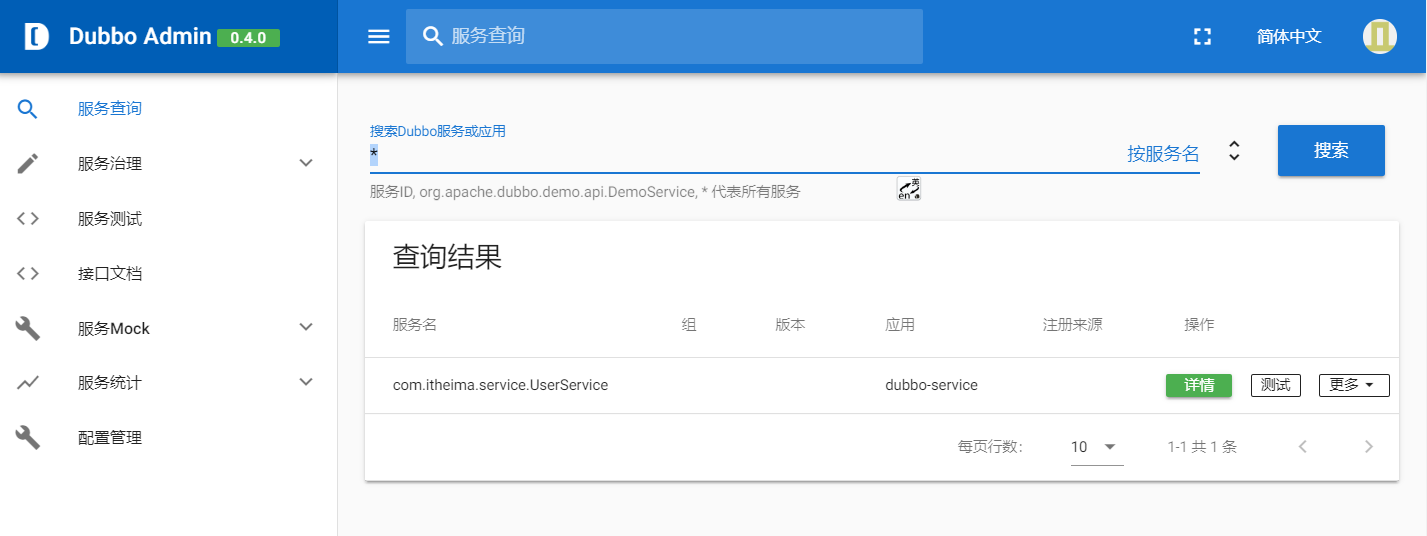 Dubbo Admin 0.4.0
服务查询
简体中文
服务查询
服务治理
服务测试
接口文档
服务Mock
服务统计
配置管理
搜索Dubbo服务或应用
* 按服务名
搜索
服务ID, org.apache.dubbo.demo.api.DemoService, * 代表所有服务
英
en
查询结果
服务名 组 版本 应用 注册来源 操作
com.itheima.service.UserService dubbo-service 详情 测试 更多
每页行数: 10 1-1 共 1 条